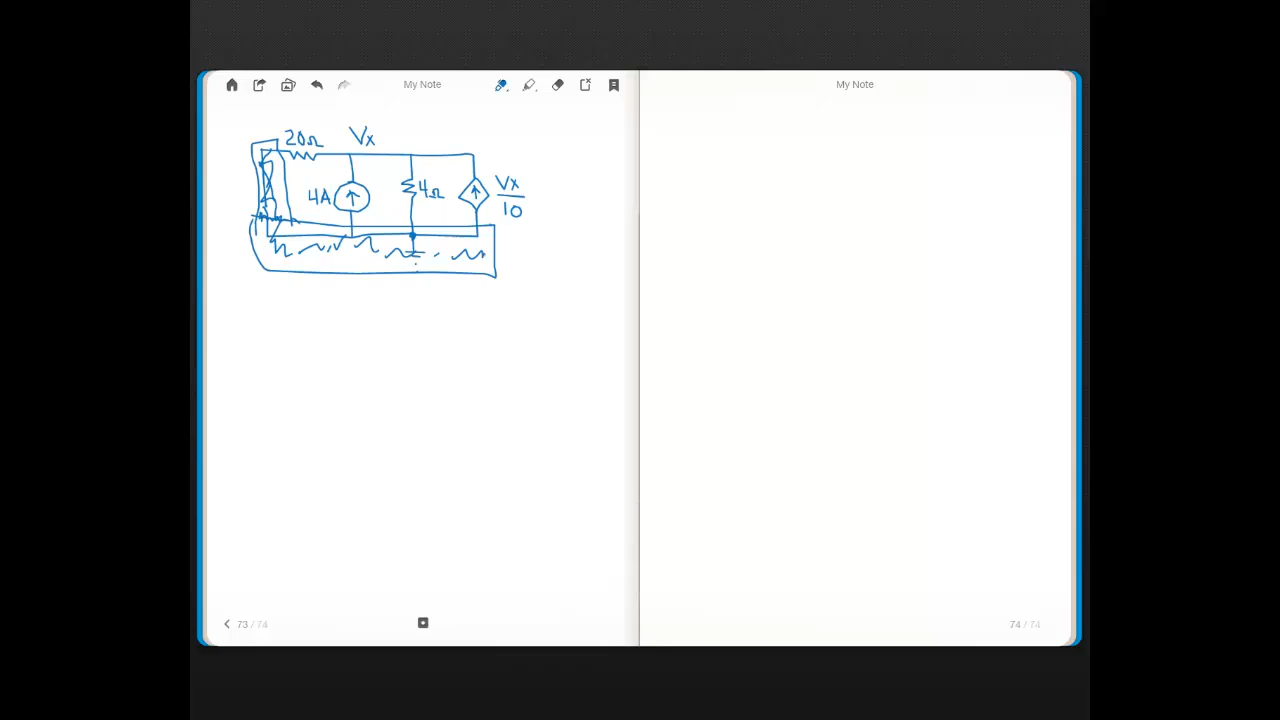 My Note
My Note
20Ω Vx
4A
4Ω
Vx
10
73 / 74
74 / 74